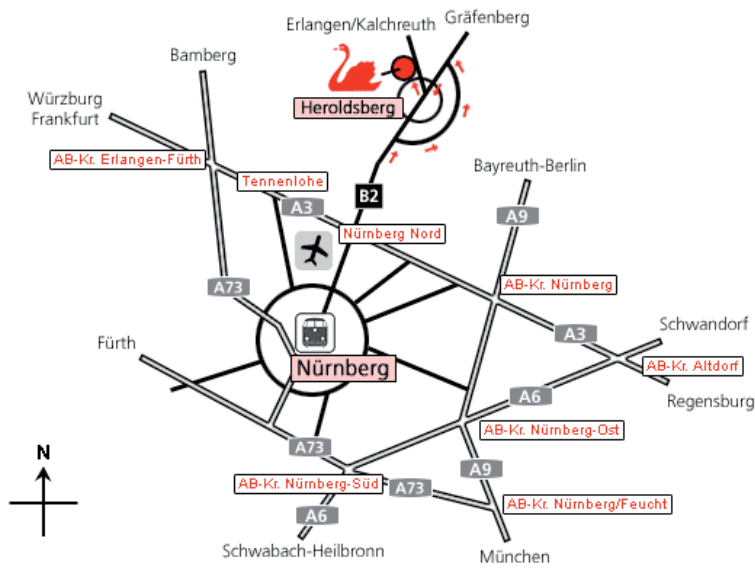 Erlangen/Kalchreuth
Gräfenberg
Bamberg
Würzburg
Frankfurt
Heroldsberg
AB-Kr. Erlangen-Fürth
Tennenlohe
Bayreuth-Berlin
B2
A3
A9
Nürnberg Nord
A73
AB-Kr. Nürnberg
Fürth
A3
Schwandorf
Nürnberg
AB-Kr. Altdorf
A6
Regensburg
AB-Kr. Nürnberg-Ost
A73
N
A9
AB-Kr. Nürnberg-Süd
A73
AB-Kr. Nürnberg/Feucht
A6
Schwabach-Heilbronn
München